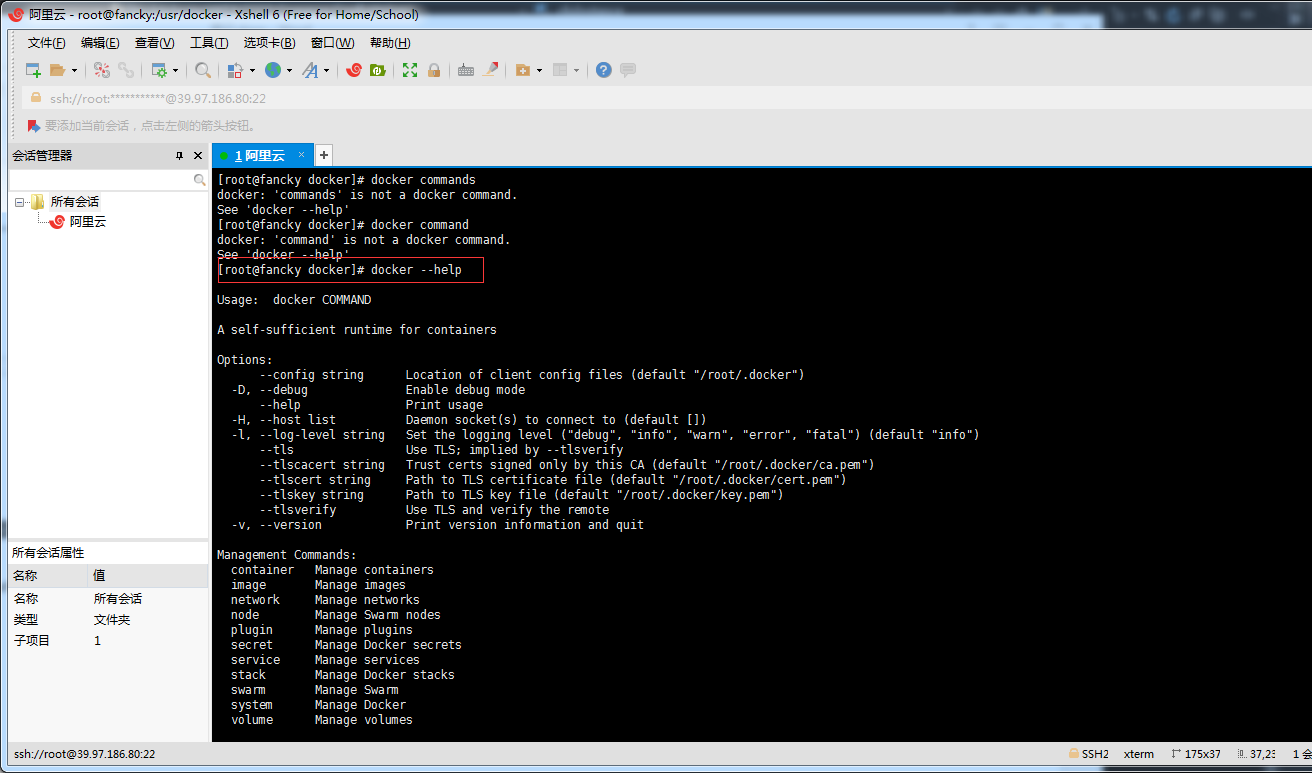 阿里云 - root@fancky:/usr/docker - Xshell 6 (Free for Home/School)
文件(F) 编辑(E) 查看(V) 工具(T) 选项卡(B) 窗口(W) 帮助(H)
ssh://root:***********@39.97.186.80:22
要添加当前会话，点击左侧的箭头按钮。
会话管理器
所有会话
阿里云
所有会话属性
名称 值
名称 所有会话
类型 文件夹
子项目 1
1 阿里云
[root@fancky docker]# docker commands
docker: 'commands' is not a docker command.
See 'docker --help'
[root@fancky docker]# docker command
docker: 'command' is not a docker command.
See 'docker --help'
[root@fancky docker]# docker --help
Usage:  docker COMMAND
A self-sufficient runtime for containers
Options:
      --config string      Location of client config files (default "/root/.docker")
  -D, --debug              Enable debug mode
      --help               Print usage
  -H, --host list          Daemon socket(s) to connect to (default [])
  -l, --log-level string   Set the logging level ("debug", "info", "warn", "error", "fatal") (default "info")
      --tls                Use TLS; implied by --tlsverify
      --tlscacert string   Trust certs signed only by this CA (default "/root/.docker/ca.pem")
      --tlscert string     Path to TLS certificate file (default "/root/.docker/cert.pem")
      --tlskey string      Path to TLS key file (default "/root/.docker/key.pem")
      --tlsverify          Use TLS and verify the remote
  -v, --version            Print version information and quit
Management Commands:
  container   Manage containers
  image       Manage images
  network     Manage networks
  node        Manage Swarm nodes
  plugin      Manage plugins
  secret      Manage Docker secrets
  service     Manage services
  stack       Manage Docker stacks
  swarm       Manage Swarm
  system      Manage Docker
  volume      Manage volumes
ssh://root@39.97.186.80:22 SSH2 xterm 175x37 37,23 1 会